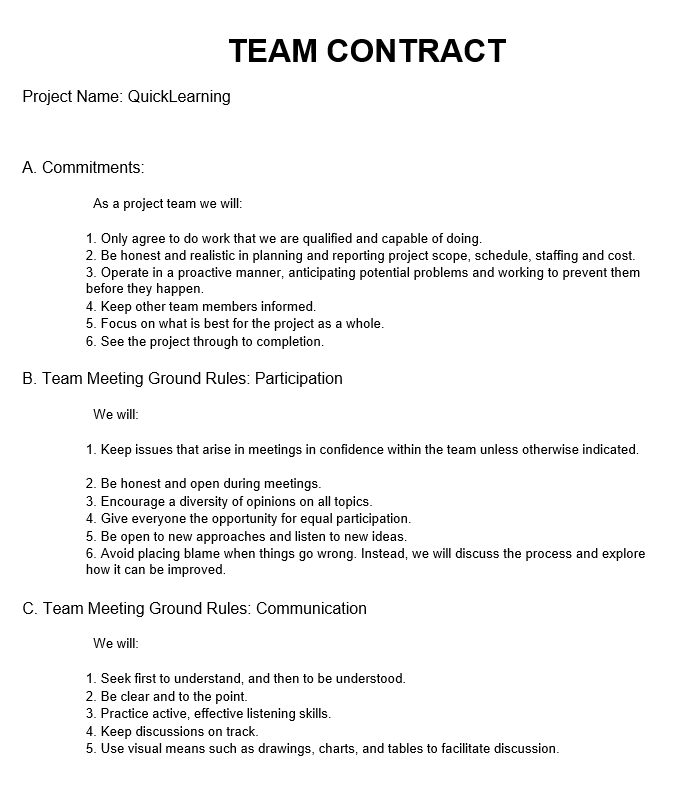 TEAM CONTRACT
Project Name: QuickLearning
A. Commitments:
As a project team we will:
1. Only agree to do work that we are qualified and capable of doing.
2. Be honest and realistic in planning and reporting project scope, schedule, staffing and cost.
3. Operate in a proactive manner, anticipating potential problems and working to prevent them
before they happen.
4. Keep other team members informed.
5. Focus on what is best for the project as a whole.
6. See the project through to completion.
B. Team Meeting Ground Rules: Participation
We will:
1. Keep issues that arise in meetings in confidence within the team unless otherwise indicated.
2. Be honest and open during meetings.
3. Encourage a diversity of opinions on all topics.
4. Give everyone the opportunity for equal participation.
5. Be open to new approaches and listen to new ideas.
6. Avoid placing blame when things go wrong. Instead, we will discuss the process and explore
how it can be improved.
C. Team Meeting Ground Rules: Communication
We will:
1. Seek first to understand, and then to be understood.
2. Be clear and to the point.
3. Practice active, effective listening skills.
4. Keep discussions on track.
5. Use visual means such as drawings, charts, and tables to facilitate discussion.